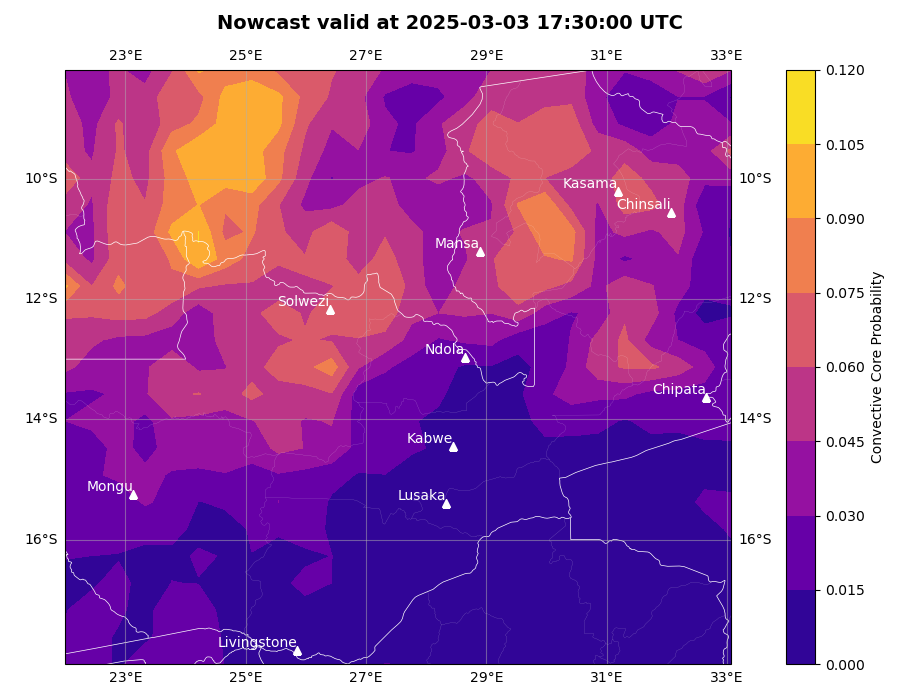 Nowcast valid at 2025-03-03 17:30:00 UTC
23°E 25°E 27°E 29°E 31°E 33°E
0.120
0.105
10°S 10°S
Kasama
Chinsali
0.090
Mansa
0.075
12°S 12°S
Solwezi
Ndola
0.060
Chipata
14°S 14°S
Kabwe
0.045
Mongu
Lusaka
0.030
16°S 16°S
0.015
Livingstone
0.000
23°E 25°E 27°E 29°E 31°E 33°E
Convective Core Probability